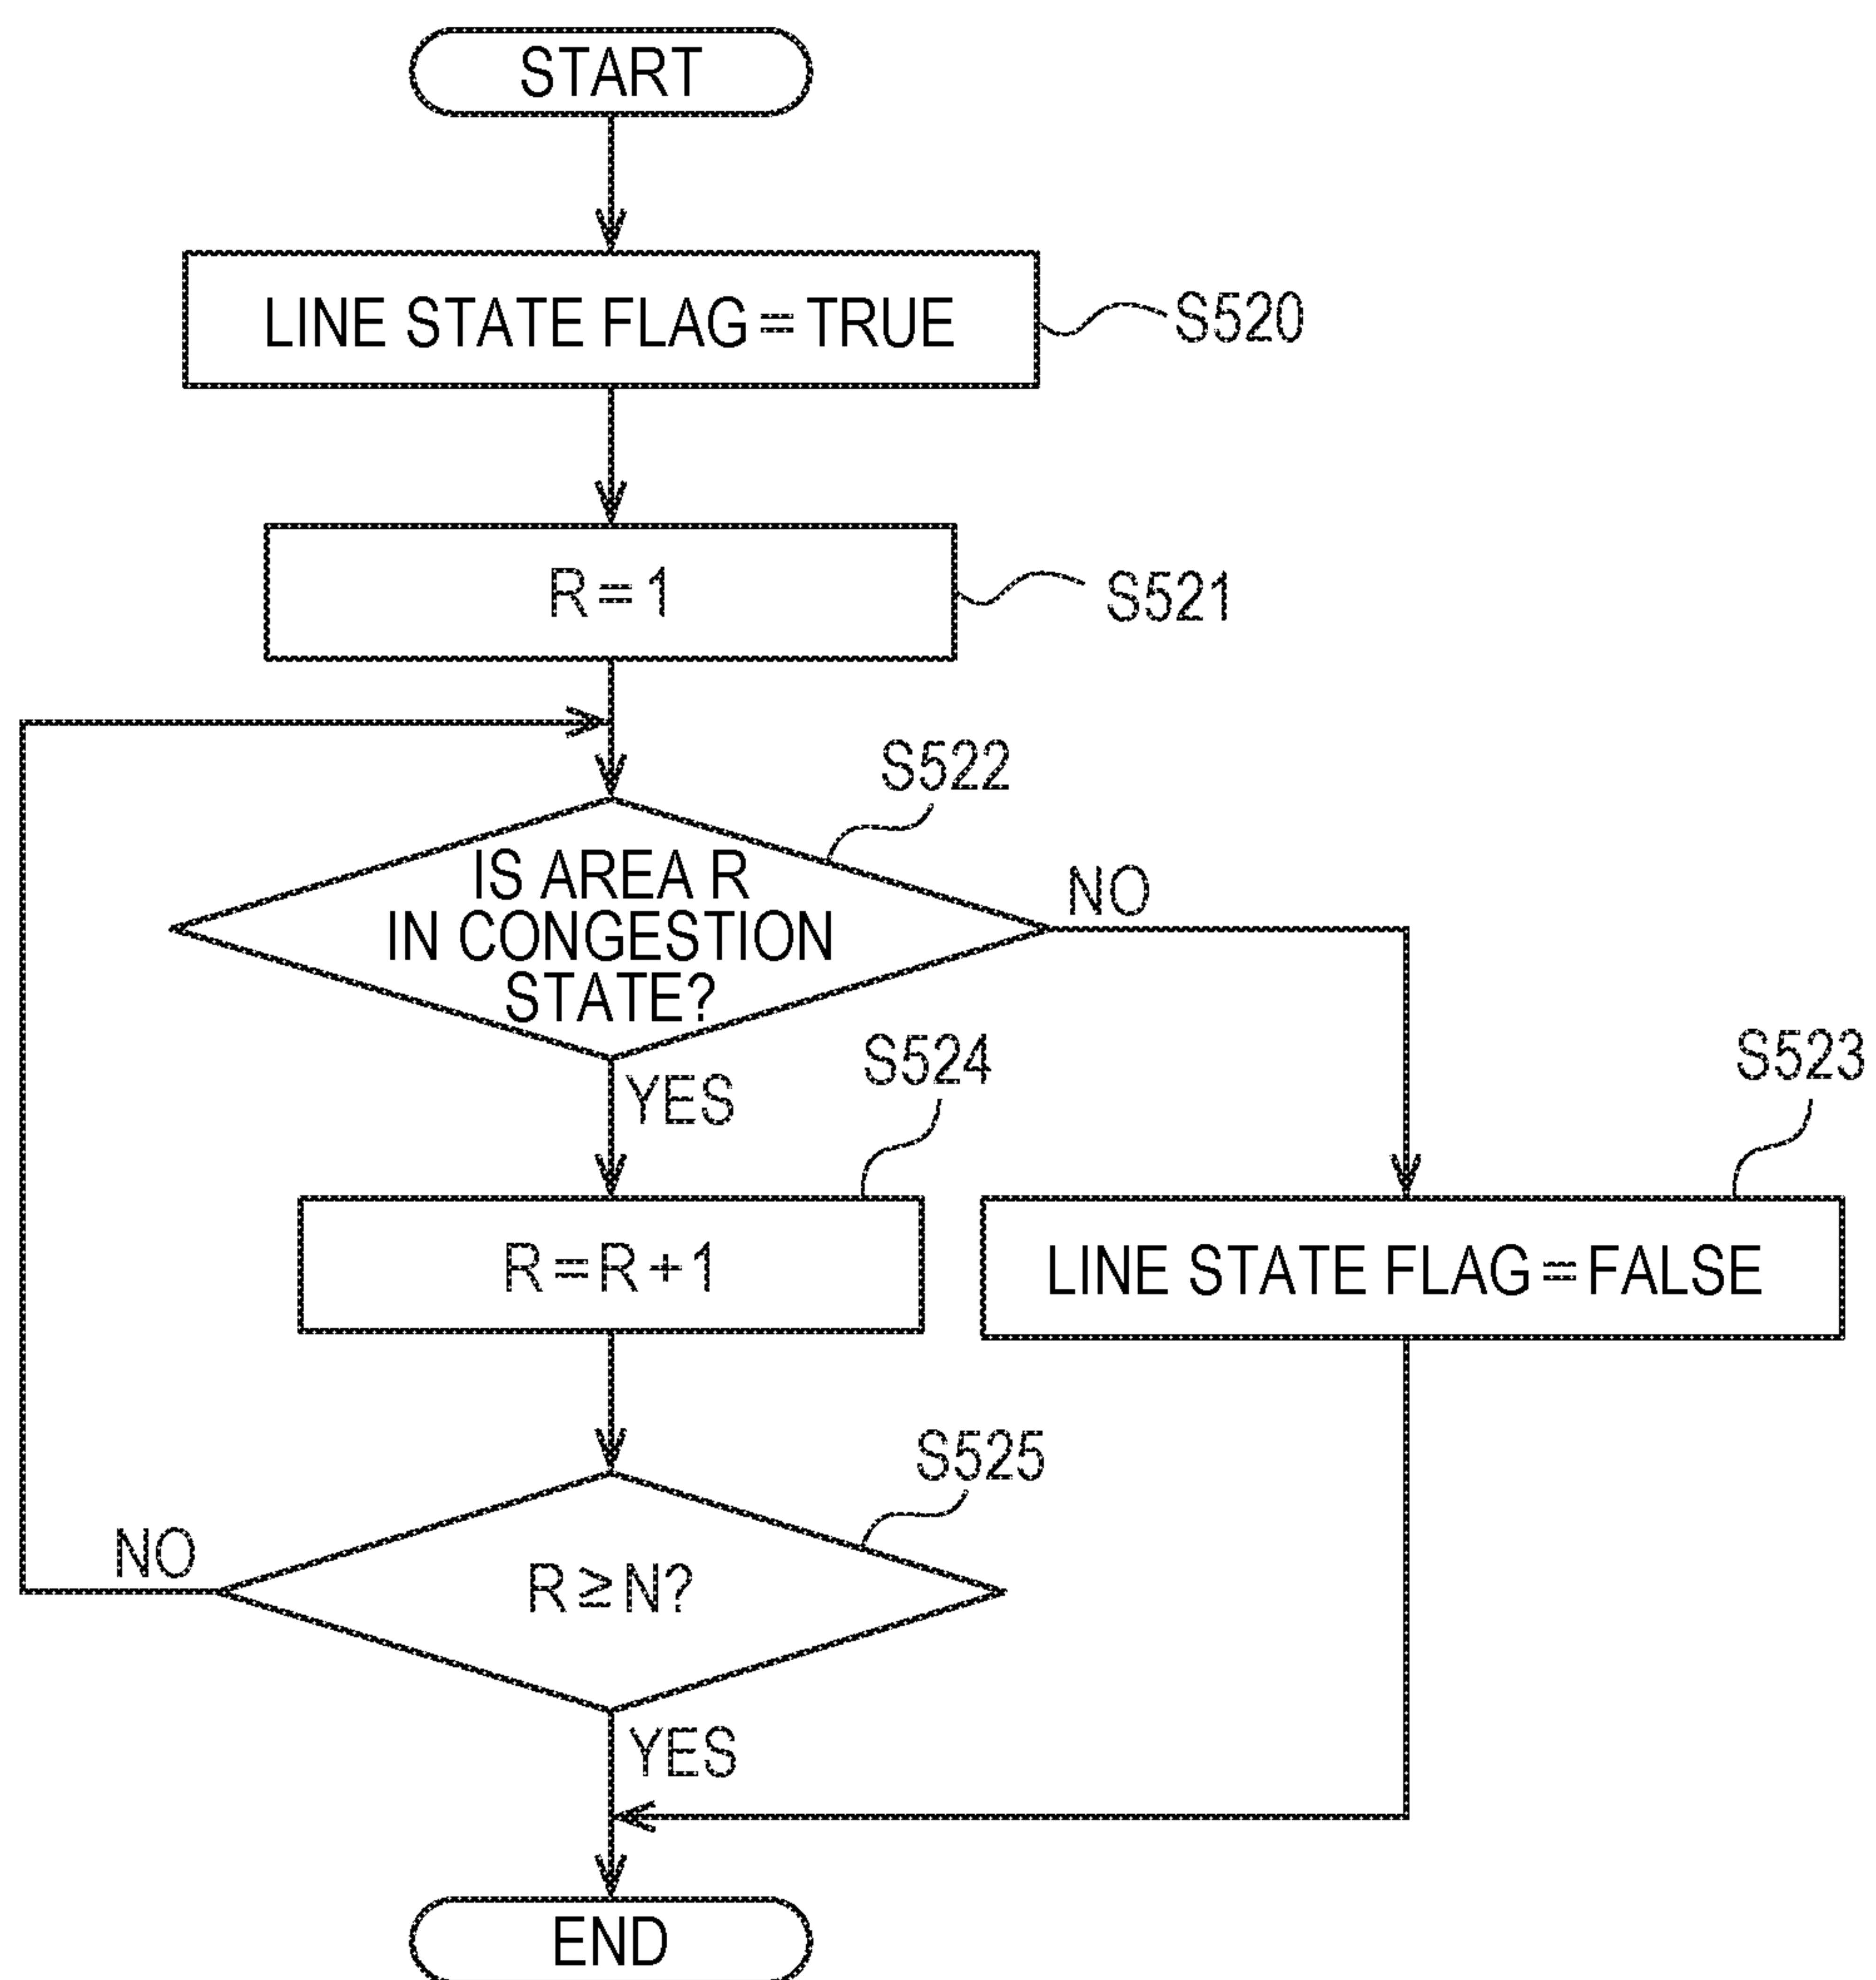 START
LINE STATE FLAG = TRUE
S520
R = 1
S521
S522
IS AREA R
IN CONGESTION
STATE?
NO
YES
S524
S523
R = R + 1
LINE STATE FLAG = FALSE
S525
NO
R ≥ N?
YES
END